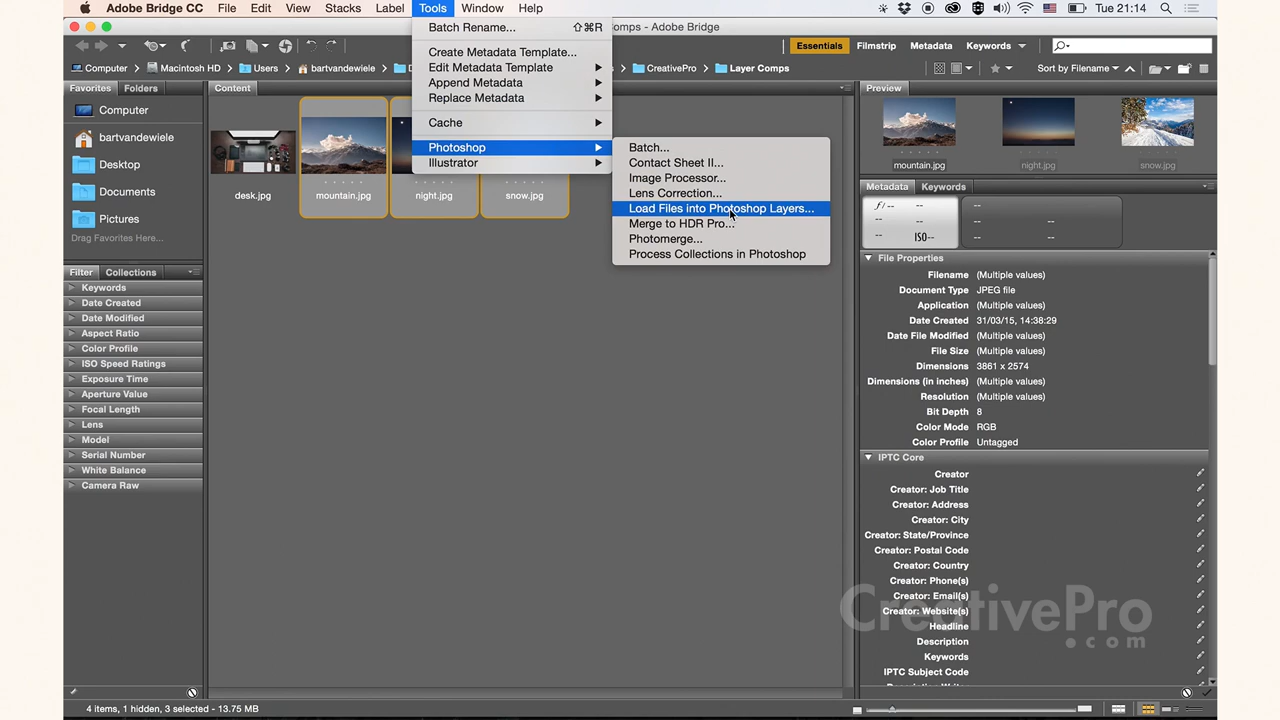 Adobe Bridge CC File Edit View Stacks Label Tools Window Help Tue 21:14
Batch Rename... ⇧⌘R
Comps - Adobe Bridge
Create Metadata Template...
Edit Metadata Template
Append Metadata
Replace Metadata
Cache
Photoshop
Illustrator
Batch...
Contact Sheet II...
Image Processor...
Lens Correction...
Load Files into Photoshop Layers...
Merge to HDR Pro...
Photomerge...
Process Collections in Photoshop
Essentials Filmstrip Metadata Keywords
Computer Macintosh HD Users bartvandewiele CreativePro Layer Comps Sort by Filename
Favorites Folders
Computer
bartvandewiele
Desktop
Documents
Pictures
Drag Favorites Here...
Filter Collections
Keywords
Date Created
Date Modified
Aspect Ratio
Color Profile
ISO Speed Ratings
Exposure Time
Aperture Value
Focal Length
Lens
Model
Serial Number
White Balance
Camera Raw
Content
desk.jpg mountain.jpg night.jpg snow.jpg
Preview
mountain.jpg night.jpg snow.jpg
Metadata Keywords
ƒ/-- --
-- --
-- ISO--
-- --
-- --
File Properties
Filename (Multiple values)
Document Type JPEG file
Application (Multiple values)
Date Created 31/03/15, 14:38:29
Date File Modified (Multiple values)
File Size (Multiple values)
Dimensions 3861 x 2574
Dimensions (in inches) (Multiple values)
Resolution (Multiple values)
Bit Depth 8
Color Mode RGB
Color Profile Untagged
IPTC Core
Creator
Creator: Job Title
Creator: Address
Creator: City
Creator: State/Province
Creator: Postal Code
Creator: Country
Creator: Phone(s)
Creator: Email(s)
Creator: Website(s)
Headline
Description
Keywords
IPTC Subject Code
CreativePro
.com
4 items, 1 hidden, 3 selected - 13.75 MB